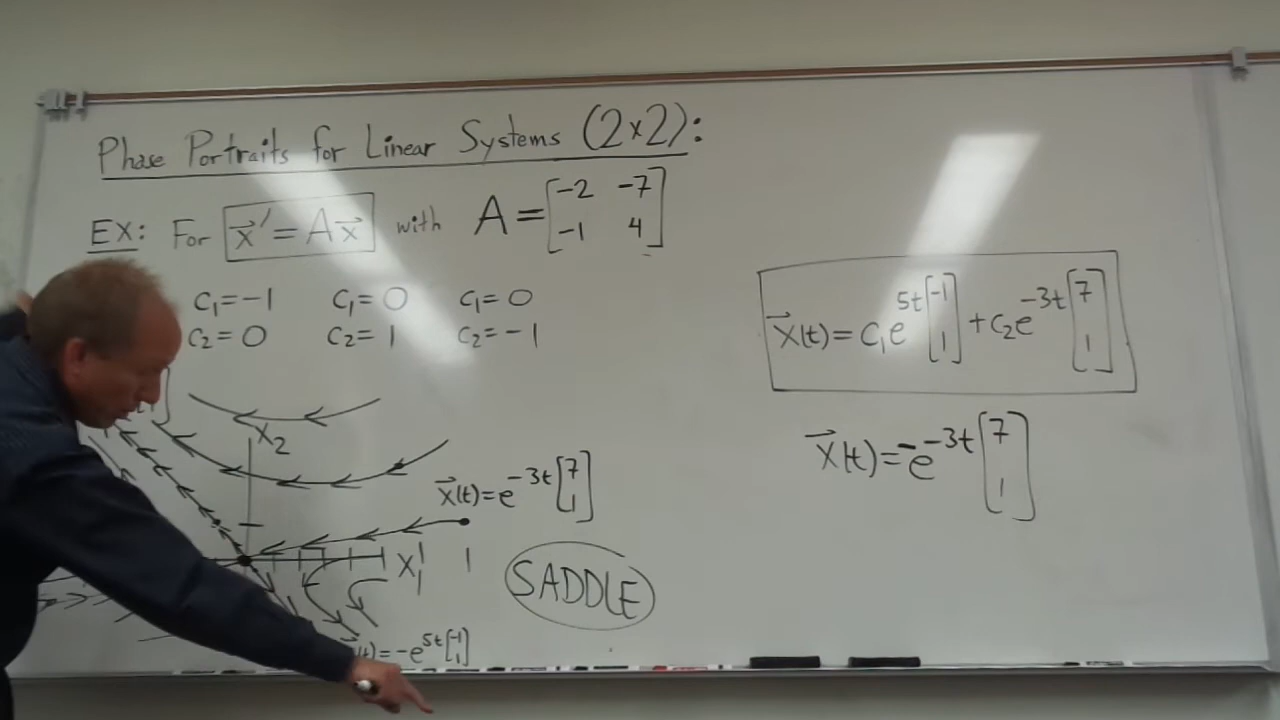 Phase Portraits for Linear Systems (2×2):
EX: For x⃗' = Ax⃗ with A = [-2 -7; -1 4]
C₁=-1 C₁=0 C₁=0
C₂=0 C₂=1 C₂=-1
x⃗(t) = C₁e^5t [-1; 1] + C₂e^-3t [7; 1]
x⃗(t) = -e^-3t [7; 1]
X₂
x⃗(t) = e^-3t [7; 1]
X₁
SADDLE
(t) = -e^5t [-1; 1]